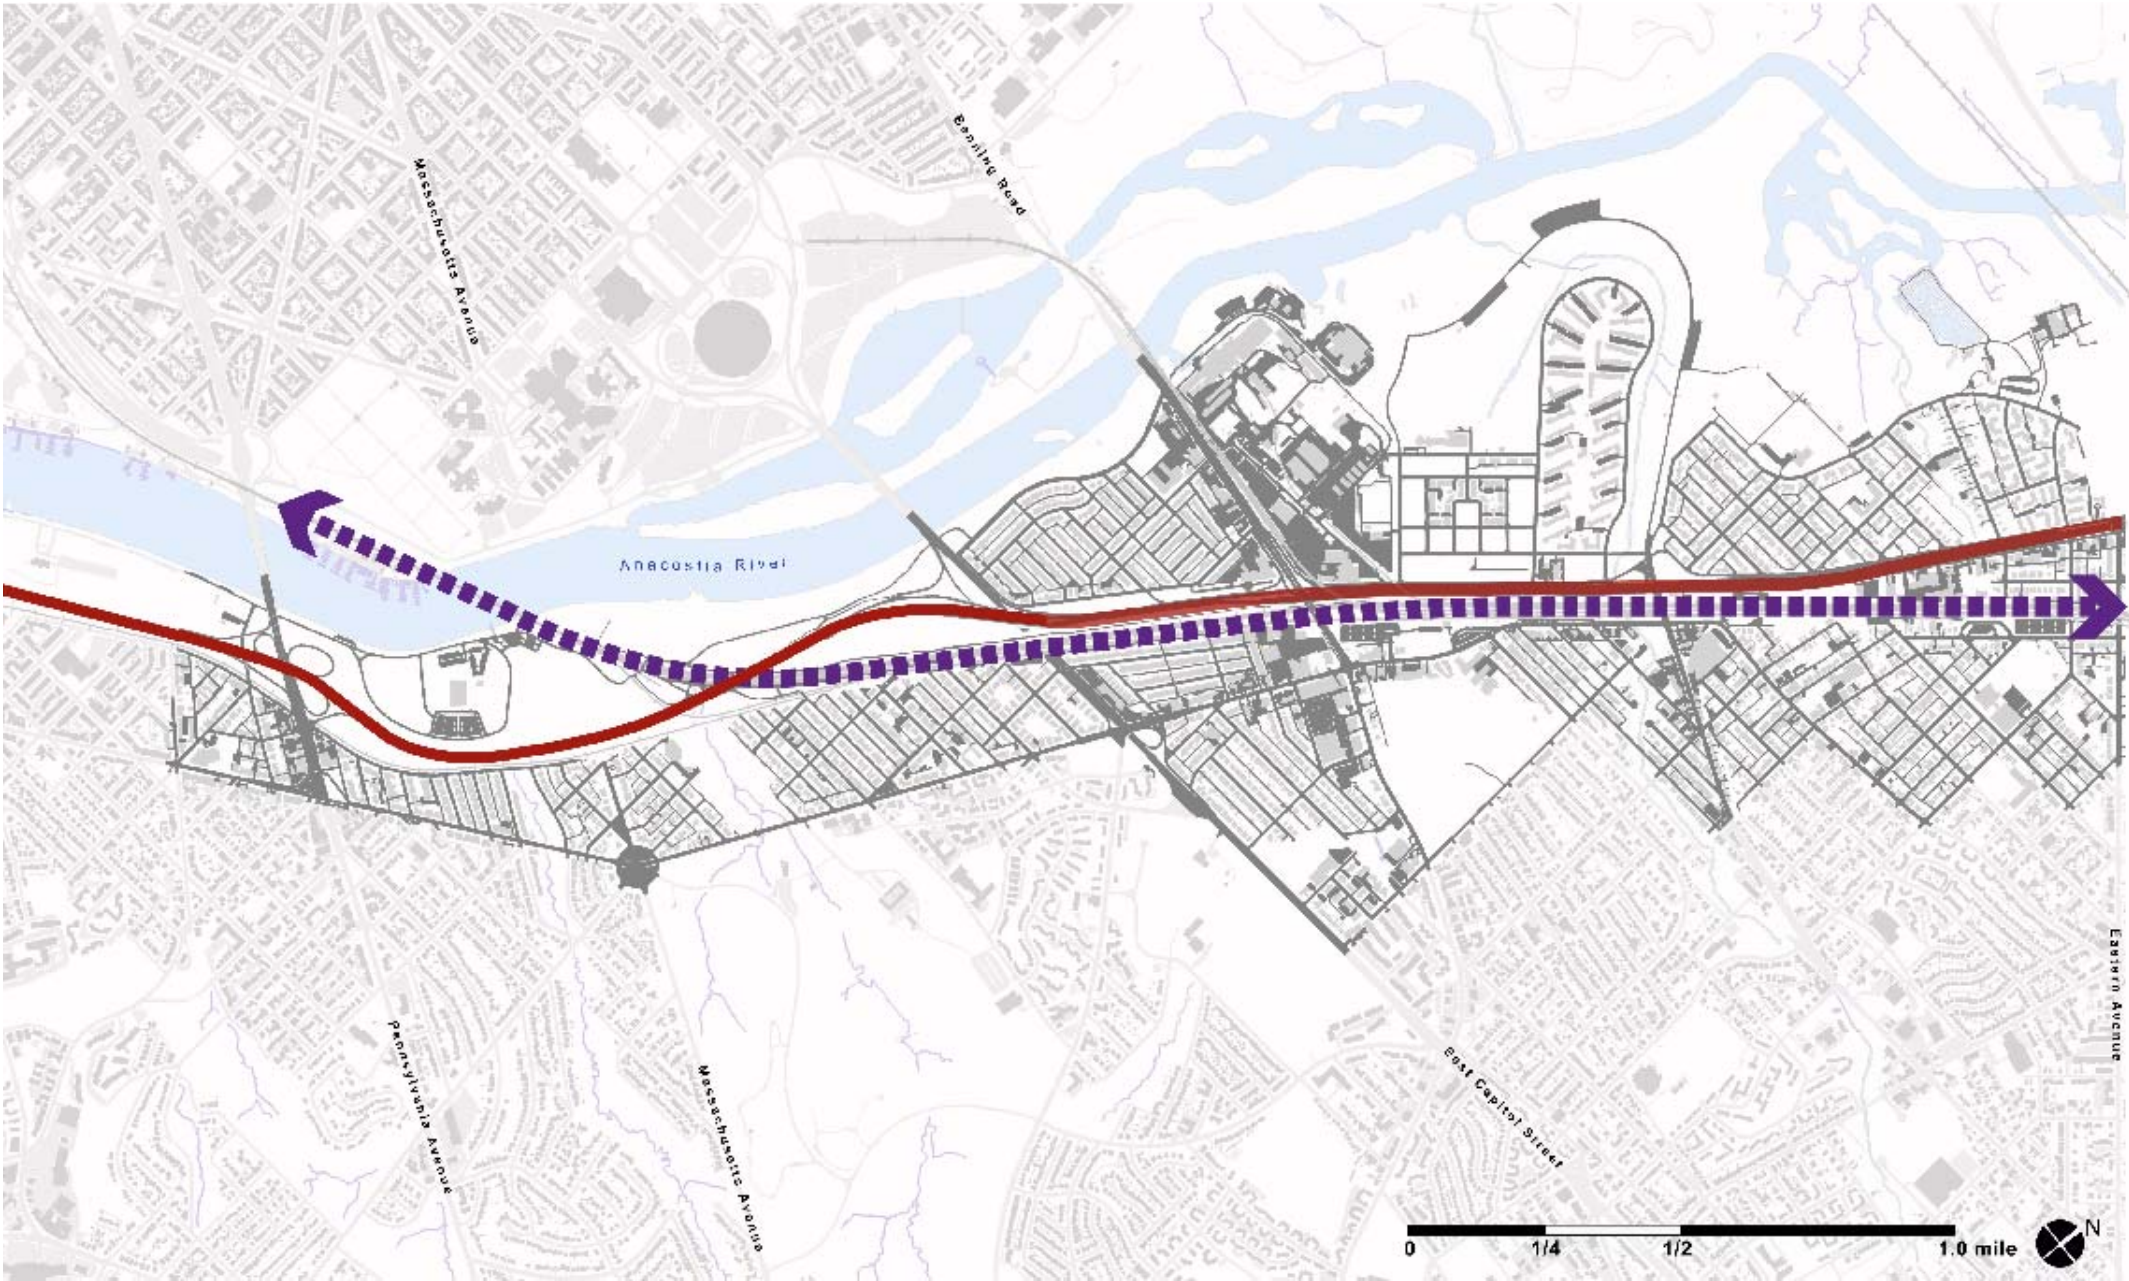 Benning Road
Massachusetts Avenue
Anacostia River
Eastern Avenue
Pennsylvania Avenue
East Capitol Street
Massachusetts Avenue
N
0 1/4 1/2 1.0 mile